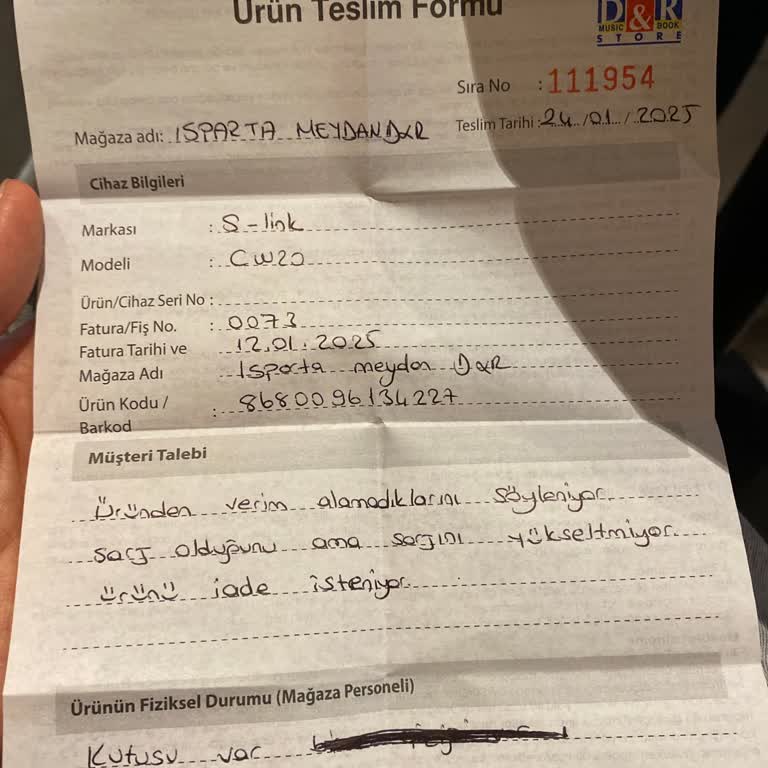 Ürün Teslim Formu
D&R
MUSIC BOOK
STORE
Sıra No : 111954
Mağaza adı: ISPARTA MEYDAN D&R
Teslim Tarihi : 24 / 01 / 2025
Cihaz Bilgileri
Markası : S-link
Modeli : CW20
Ürün/Cihaz Seri No :
Fatura/Fiş No. : 0073
Fatura Tarihi ve 12.01.2025
Mağaza Adı Isparta meydan D&R
Ürün Kodu / : 8680096134227
Barkod
Müşteri Talebi
Üründen verim alamadıklarını söyleniyor.
şarj olduğunu ama şarjını yükseltmiyor.
ürünü iade isteniyor.
Ürünün Fiziksel Durumu (Mağaza Personeli)
Kutusu var